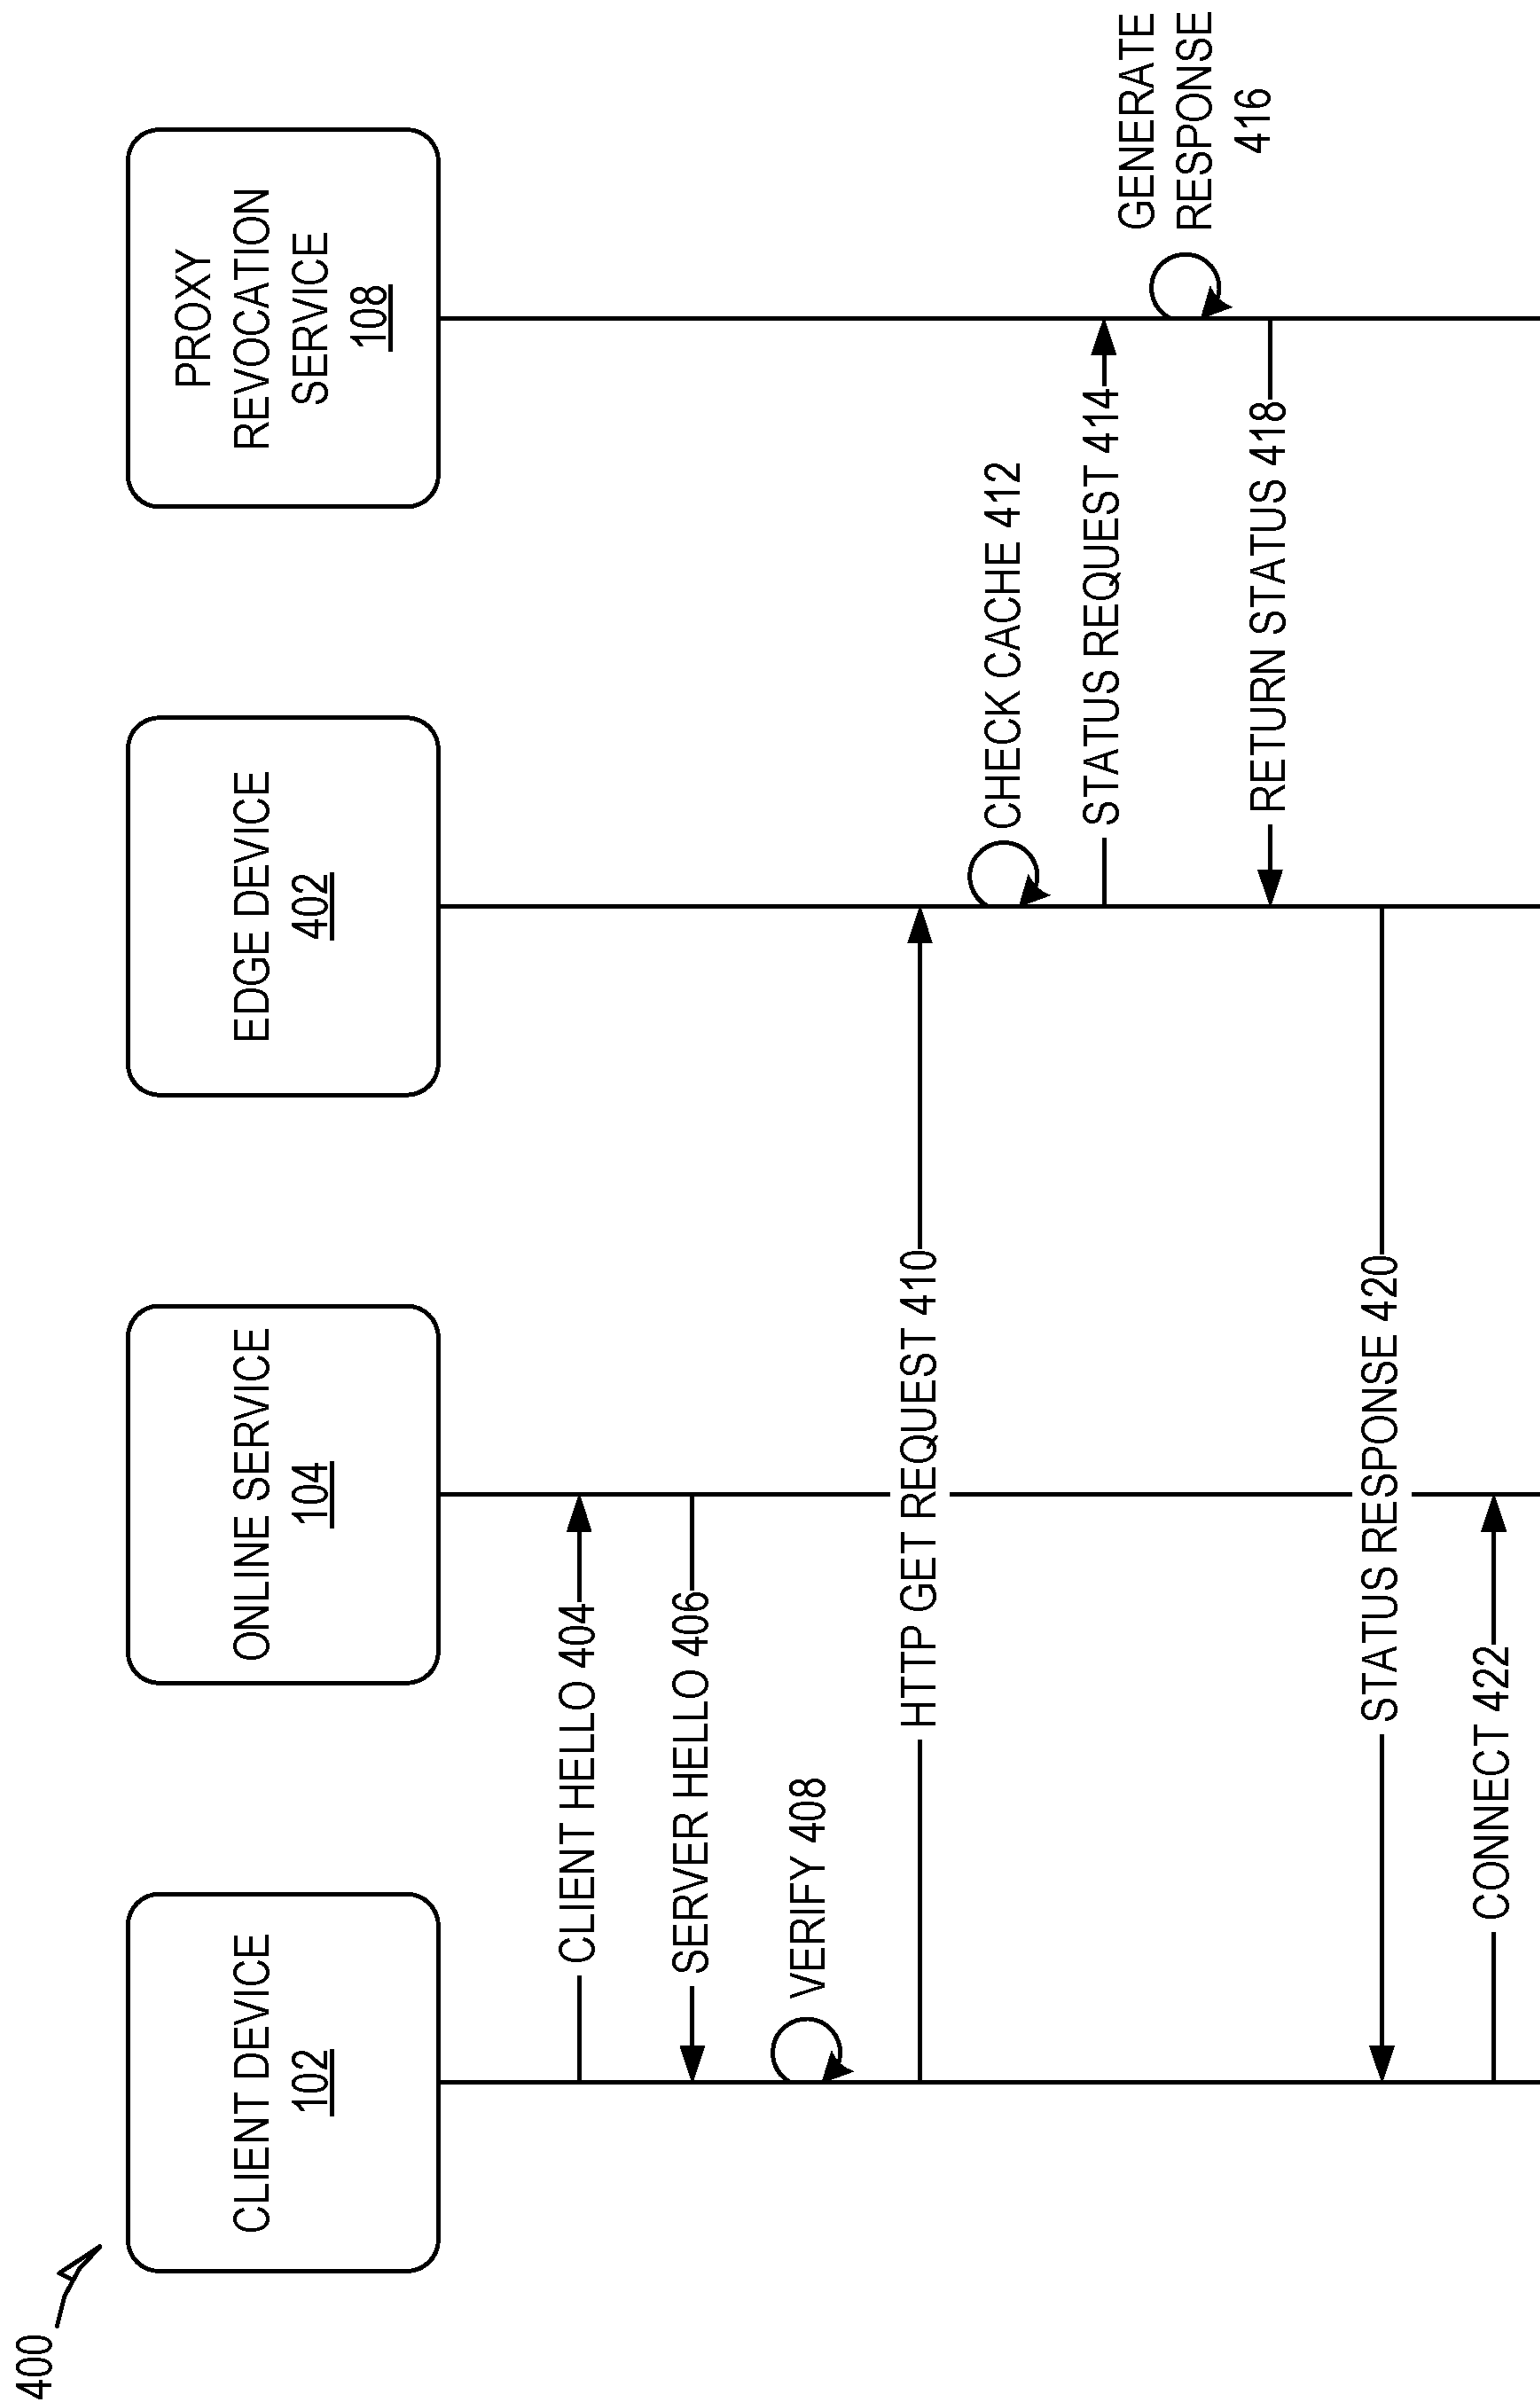 400
CLIENT DEVICE
102
ONLINE SERVICE
104
EDGE DEVICE
402
PROXY
REVOCATION
SERVICE
108
CLIENT HELLO 404
SERVER HELLO 406
VERIFY 408
HTTP GET REQUEST 410
CHECK CACHE 412
STATUS REQUEST 414
GENERATE
RESPONSE
416
RETURN STATUS 418
STATUS RESPONSE 420
CONNECT 422